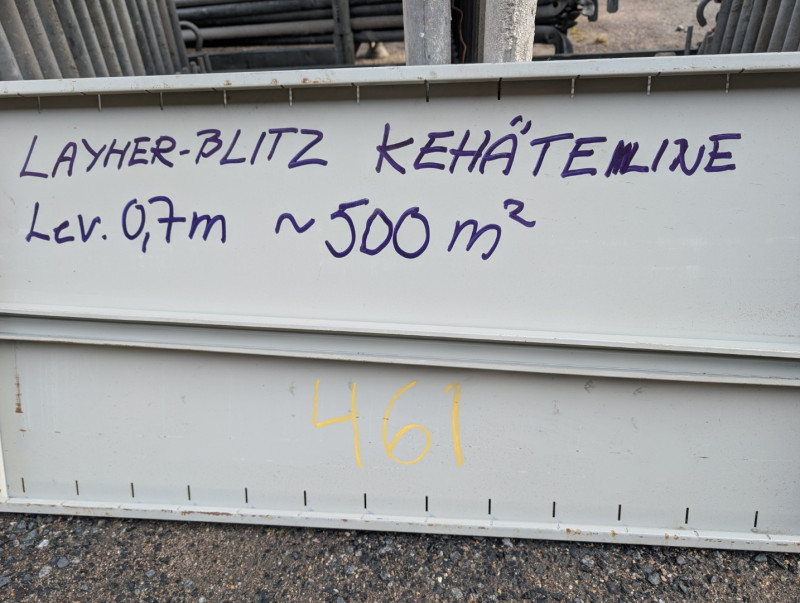 LAYHER-BLITZ KEHÄTELINE
Lev. 0,7m ~500 m²
461